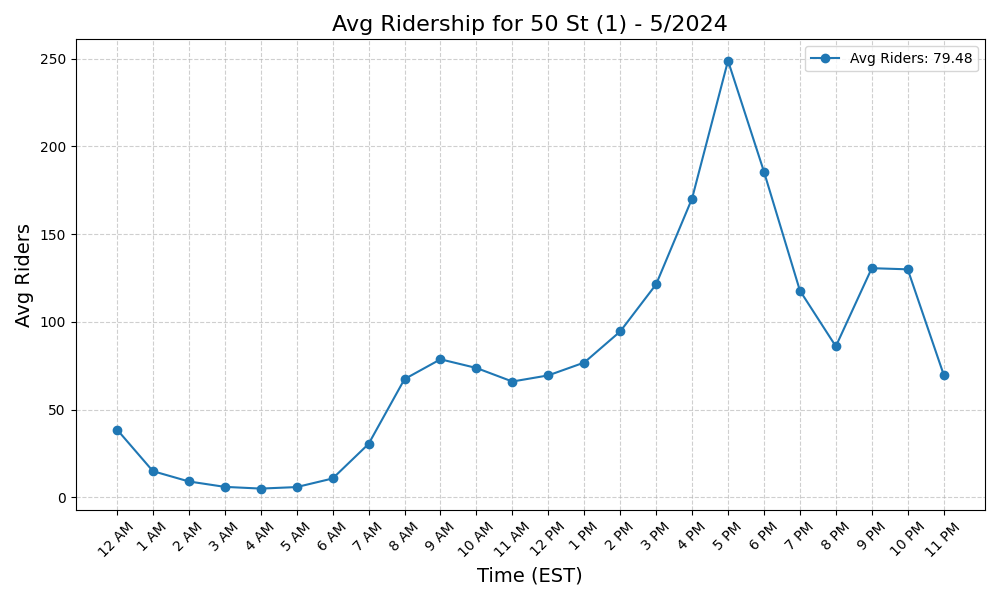 Avg Ridership for 50 St (1) - 5/2024
Avg Riders: 79.48
250
200
150
100
50
0
Avg Riders
12 AM
1 AM
2 AM
3 AM
4 AM
5 AM
6 AM
7 AM
8 AM
9 AM
10 AM
11 AM
12 PM
1 PM
2 PM
3 PM
4 PM
5 PM
6 PM
7 PM
8 PM
9 PM
10 PM
11 PM
Time (EST)